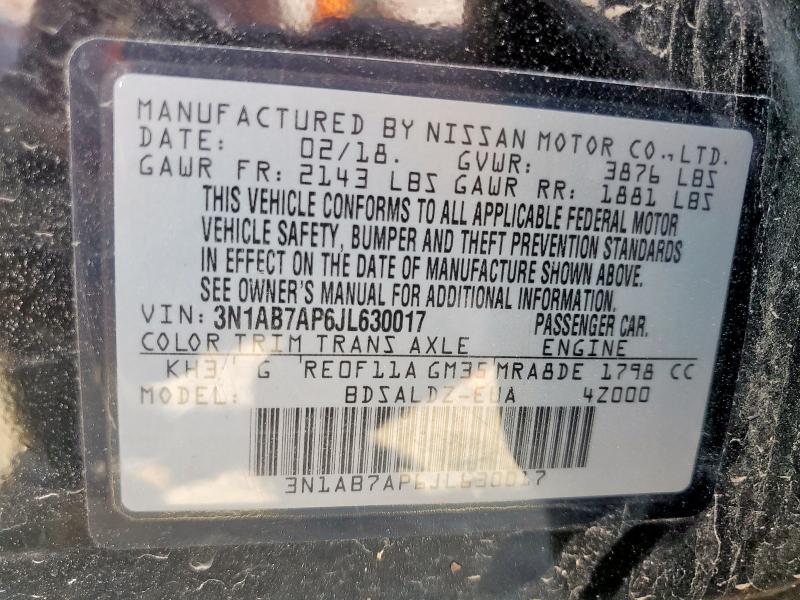 MANUFACTURED BY NISSAN MOTOR CO., LTD.
DATE: 02/18. GVWR: 3876 LBS
GAWR FR: 2143 LBS GAWR RR: 1881 LBS
THIS VEHICLE CONFORMS TO ALL APPLICABLE FEDERAL MOTOR
VEHICLE SAFETY, BUMPER AND THEFT PREVENTION STANDARDS
IN EFFECT ON THE DATE OF MANUFACTURE SHOWN ABOVE.
SEE OWNER'S MANUAL FOR ADDITIONAL INFORMATION.
VIN: 3N1AB7AP6JL630017 PASSENGER CAR.
COLOR TRIM TRANS AXLE ENGINE
KH3 G RE0F11A GM35 MRA8DE 1798 CC
MODEL: BDSALDZ-EUA 4Z000
3N1AB7AP6JL630017